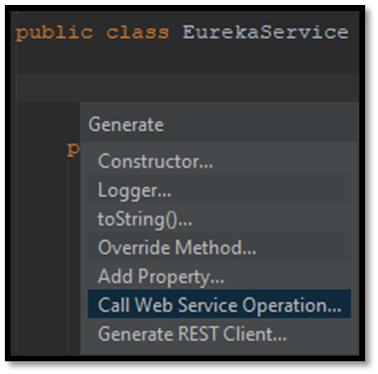 public class EurekaService
Generate
p
Constructor...
Logger...
toString()...
Override Method...
Add Property...
Call Web Service Operation...
Generate REST Client...